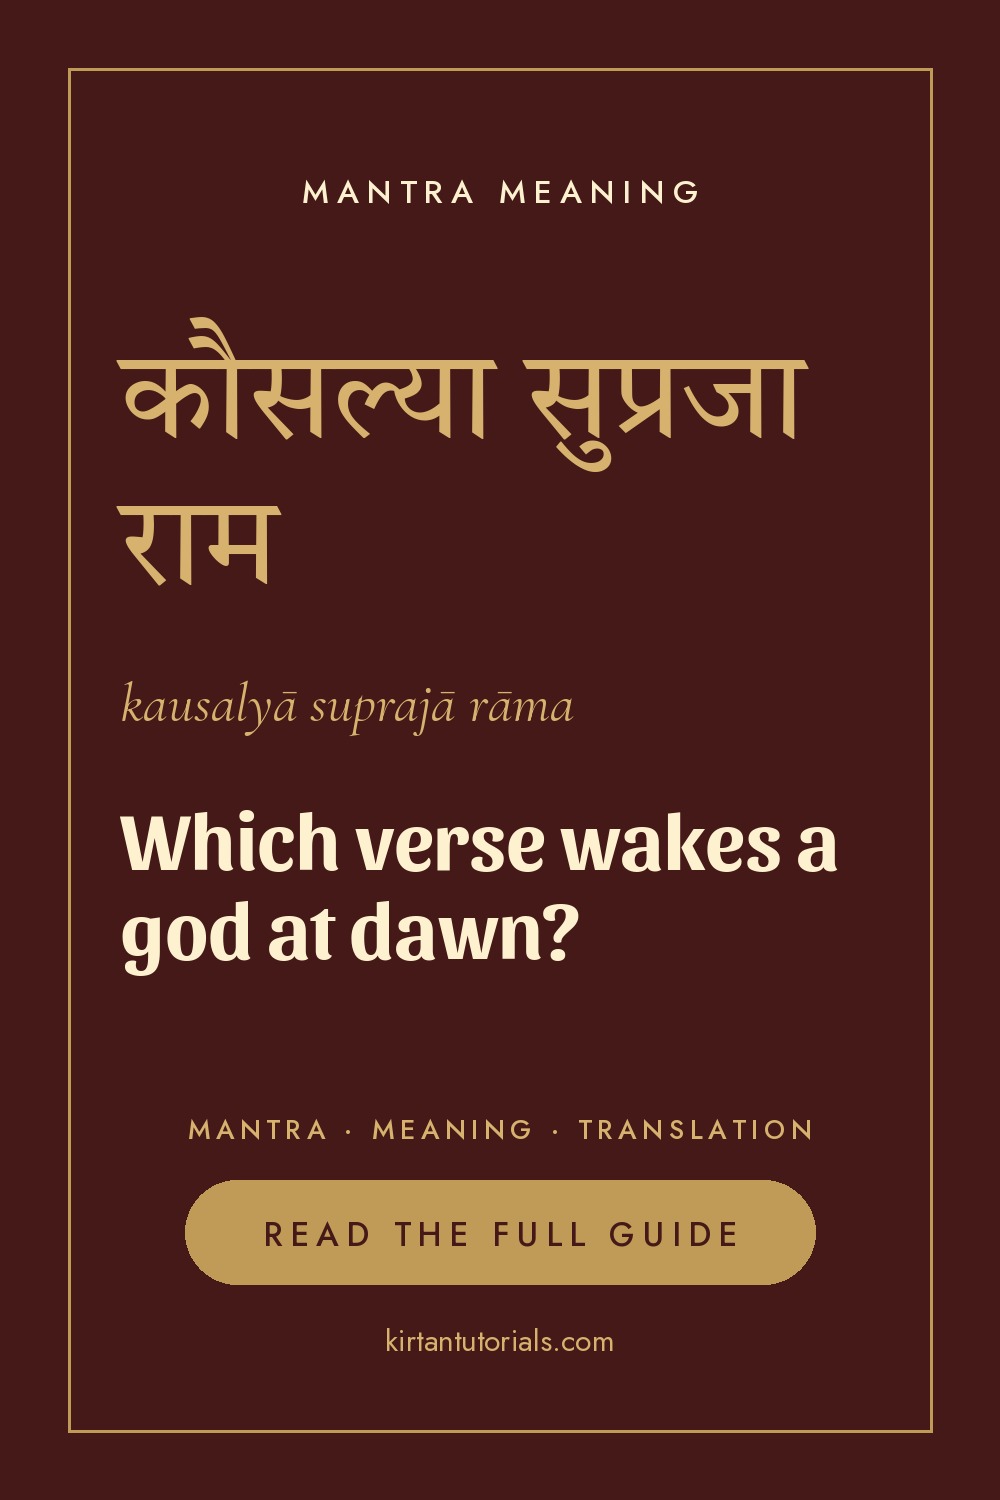 MANTRA MEANING
कौसल्या सुप्रजा
राम
kausalyā suprajā rāma
Which verse wakes a
god at dawn?
MANTRA · MEANING · TRANSLATION
READ THE FULL GUIDE
kirtantutorials.com